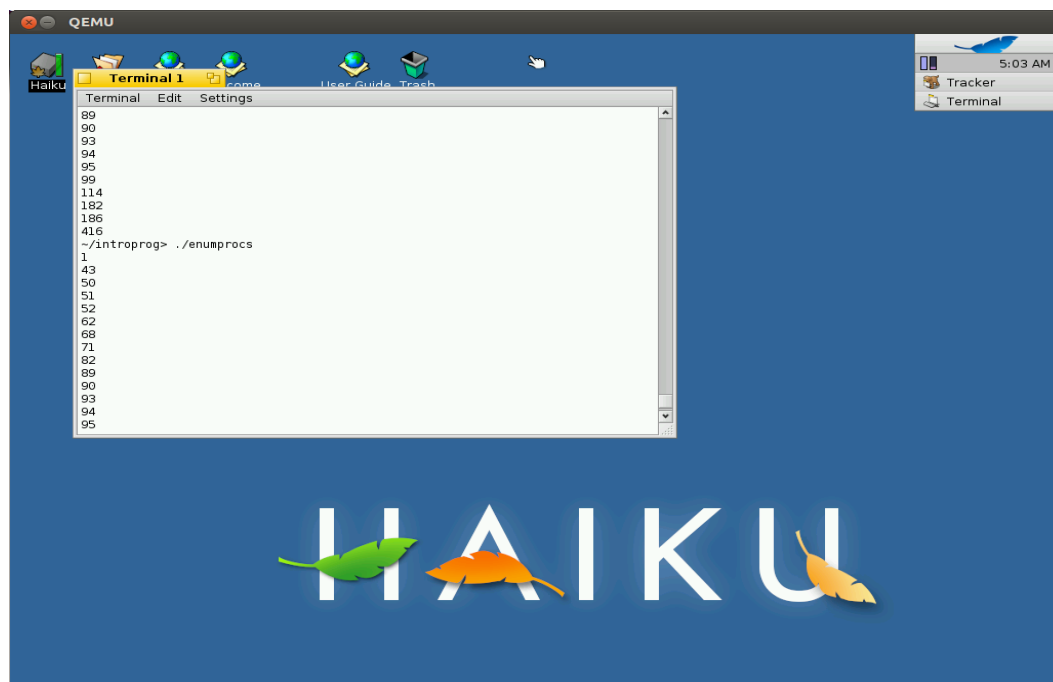 QEMU
5:03 AM
Tracker
Terminal
Haiku
User Guide Trash
Terminal 1
Terminal Edit Settings
89
90
93
94
95
99
114
182
186
416
~/introprog> ./enumprocs
1
43
50
51
52
62
68
71
82
89
90
93
94
95
HAIKU